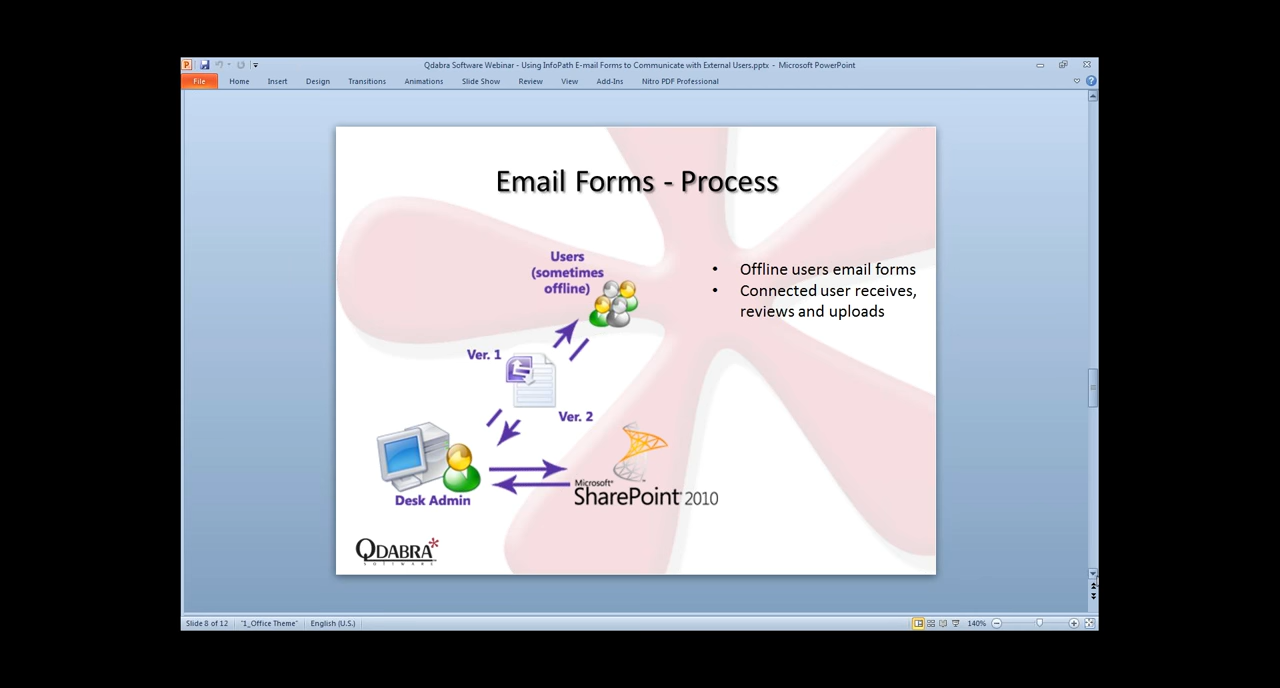 Qdabra Software Webinar - Using InfoPath E-mail Forms to Communicate with External Users.pptx - Microsoft PowerPoint
File Home Insert Design Transitions Animations Slide Show Review View Add-Ins Nitro PDF Professional
Email Forms - Process
Users
(sometimes
offline)
• Offline users email forms
• Connected user receives,
reviews and uploads
Ver. 1
Ver. 2
Desk Admin
Microsoft®
SharePoint® 2010
QDABRA*
SOFTWARE
Slide 8 of 12 "1_Office Theme" English (U.S.) 140%